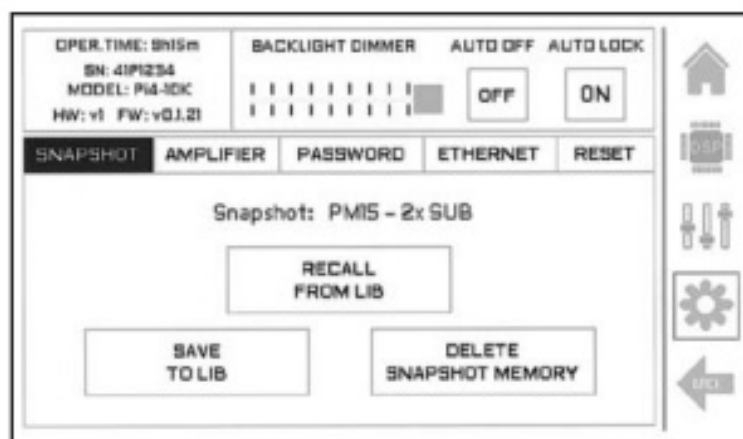 OPER.TIME: 9h15m
SN: 41P1234
MODEL: Pi4-10K
HW: v1 FW: v0.1.21
BACKLIGHT DIMMER
AUTO OFF
OFF
AUTO LOCK
ON
SNAPSHOT AMPLIFIER PASSWORD ETHERNET RESET
Snapshot: PM15 - 2x SUB
RECALL
FROM LIB
SAVE
TO LIB
DELETE
SNAPSHOT MEMORY
DSP
BACK